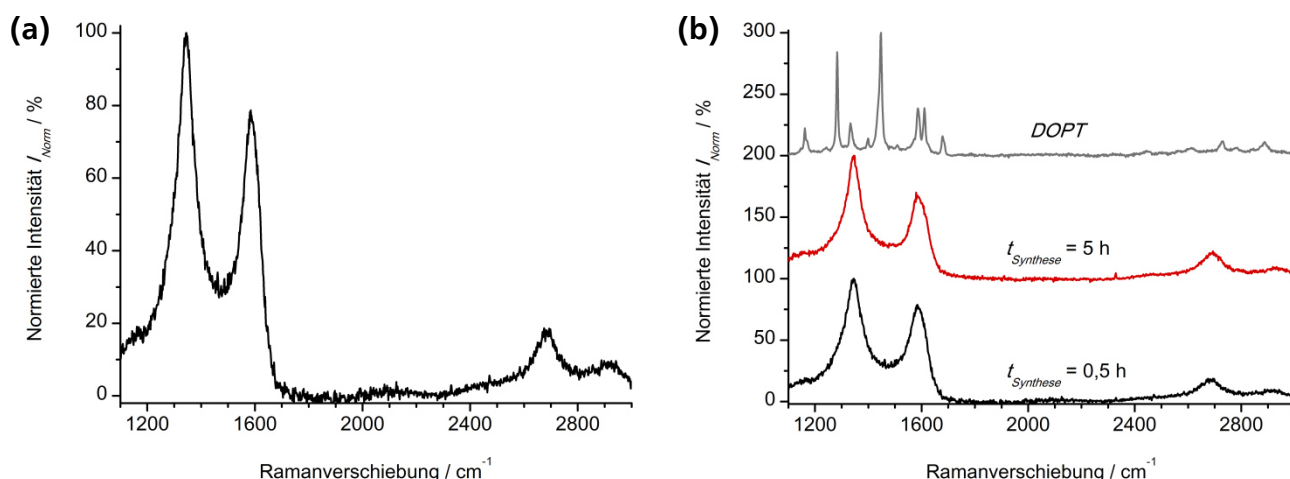 (a)
100
80
60
40
20
0
Normierte Intensität I_Norm / %
1200 1600 2000 2400 2800
Ramanverschiebung / cm⁻¹
(b)
300
250
200
150
100
50
0
Normierte Intensität I_Norm / %
DOPT
t_Synthese = 5 h
t_Synthese = 0,5 h
1200 1600 2000 2400 2800
Ramanverschiebung / cm⁻¹